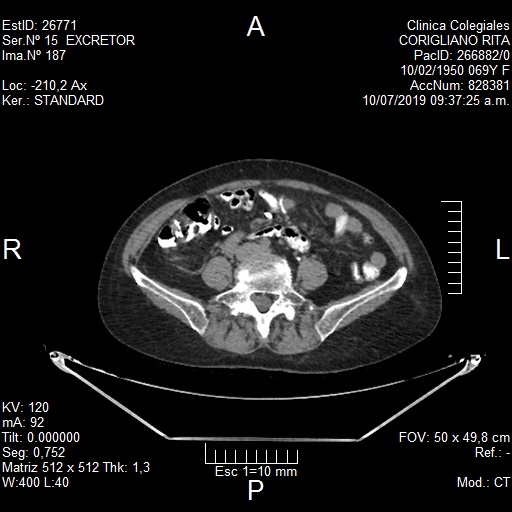 EstID: 26771
Ser.Nº 15 EXCRETOR
Ima.Nº 187
Loc: -210,2 Ax
Ker.: STANDARD
A
Clinica Colegiales
CORIGLIANO RITA
PacID: 266882/0
10/02/1950 069Y F
AccNum: 828381
10/07/2019 09:37:25 a.m.
R
L
KV: 120
mA: 92
Tilt: 0.000000
Seg: 0,752
Matriz 512 x 512 Thk: 1,3
W:400 L:40
Esc 1=10 mm
P
FOV: 50 x 49,8 cm
Ref.: -
Mod.: CT